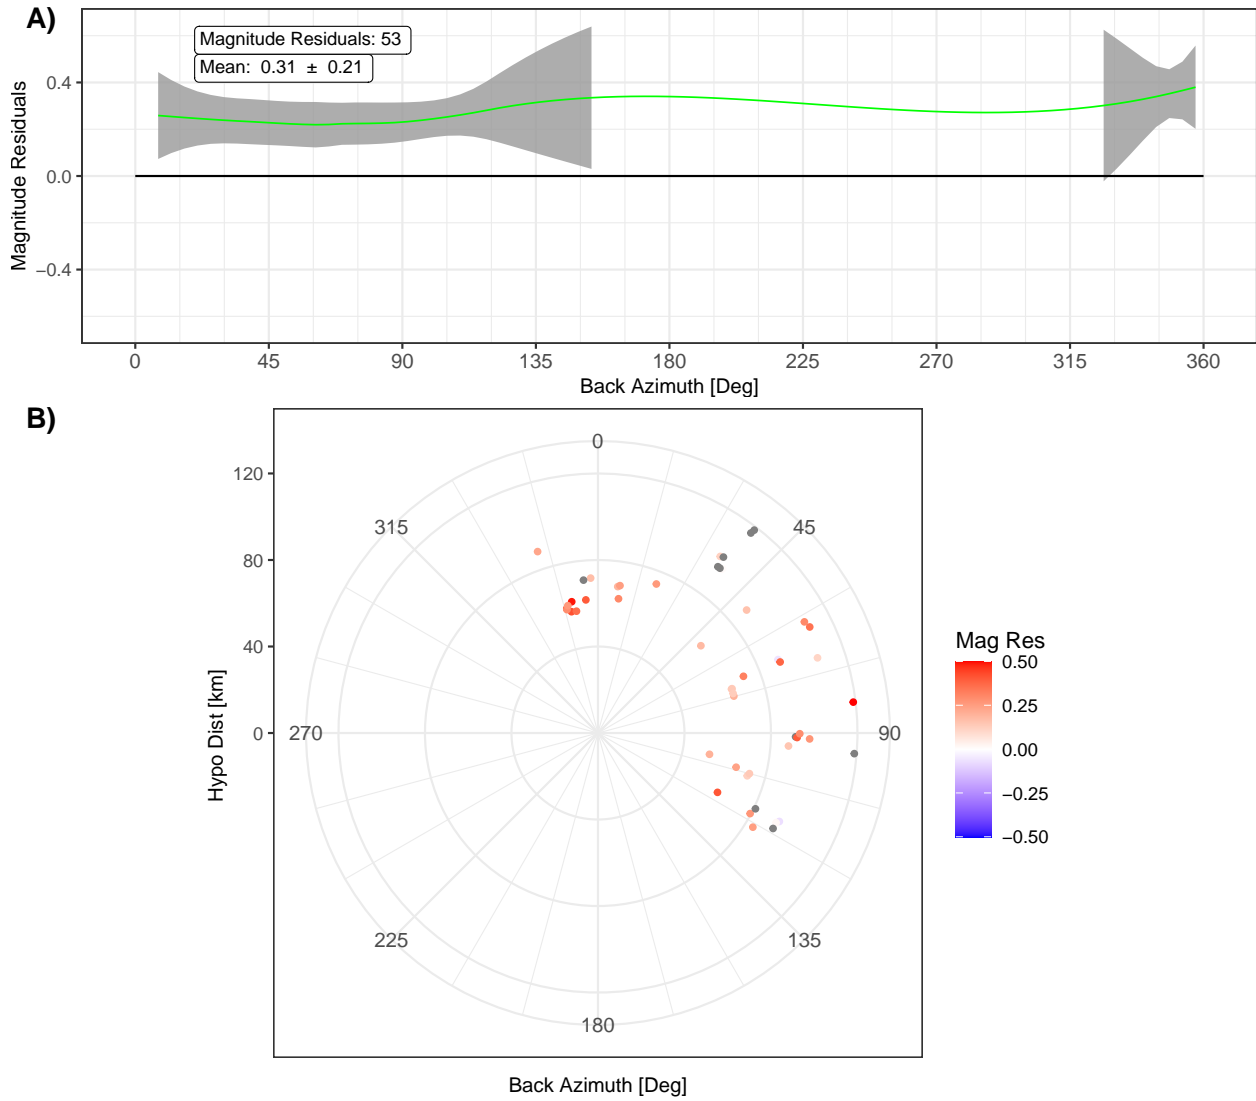 A)
Magnitude Residuals: 53
Mean: 0.31 ± 0.21
Magnitude Residuals
0.4
0.0
−0.4
0 45 90 135 180 225 270 315 360
Back Azimuth [Deg]
B)
Hypo Dist [km]
120
80
40
0
0
45
90
135
180
225
270
315
Back Azimuth [Deg]
Mag Res
0.50
0.25
0.00
−0.25
−0.50